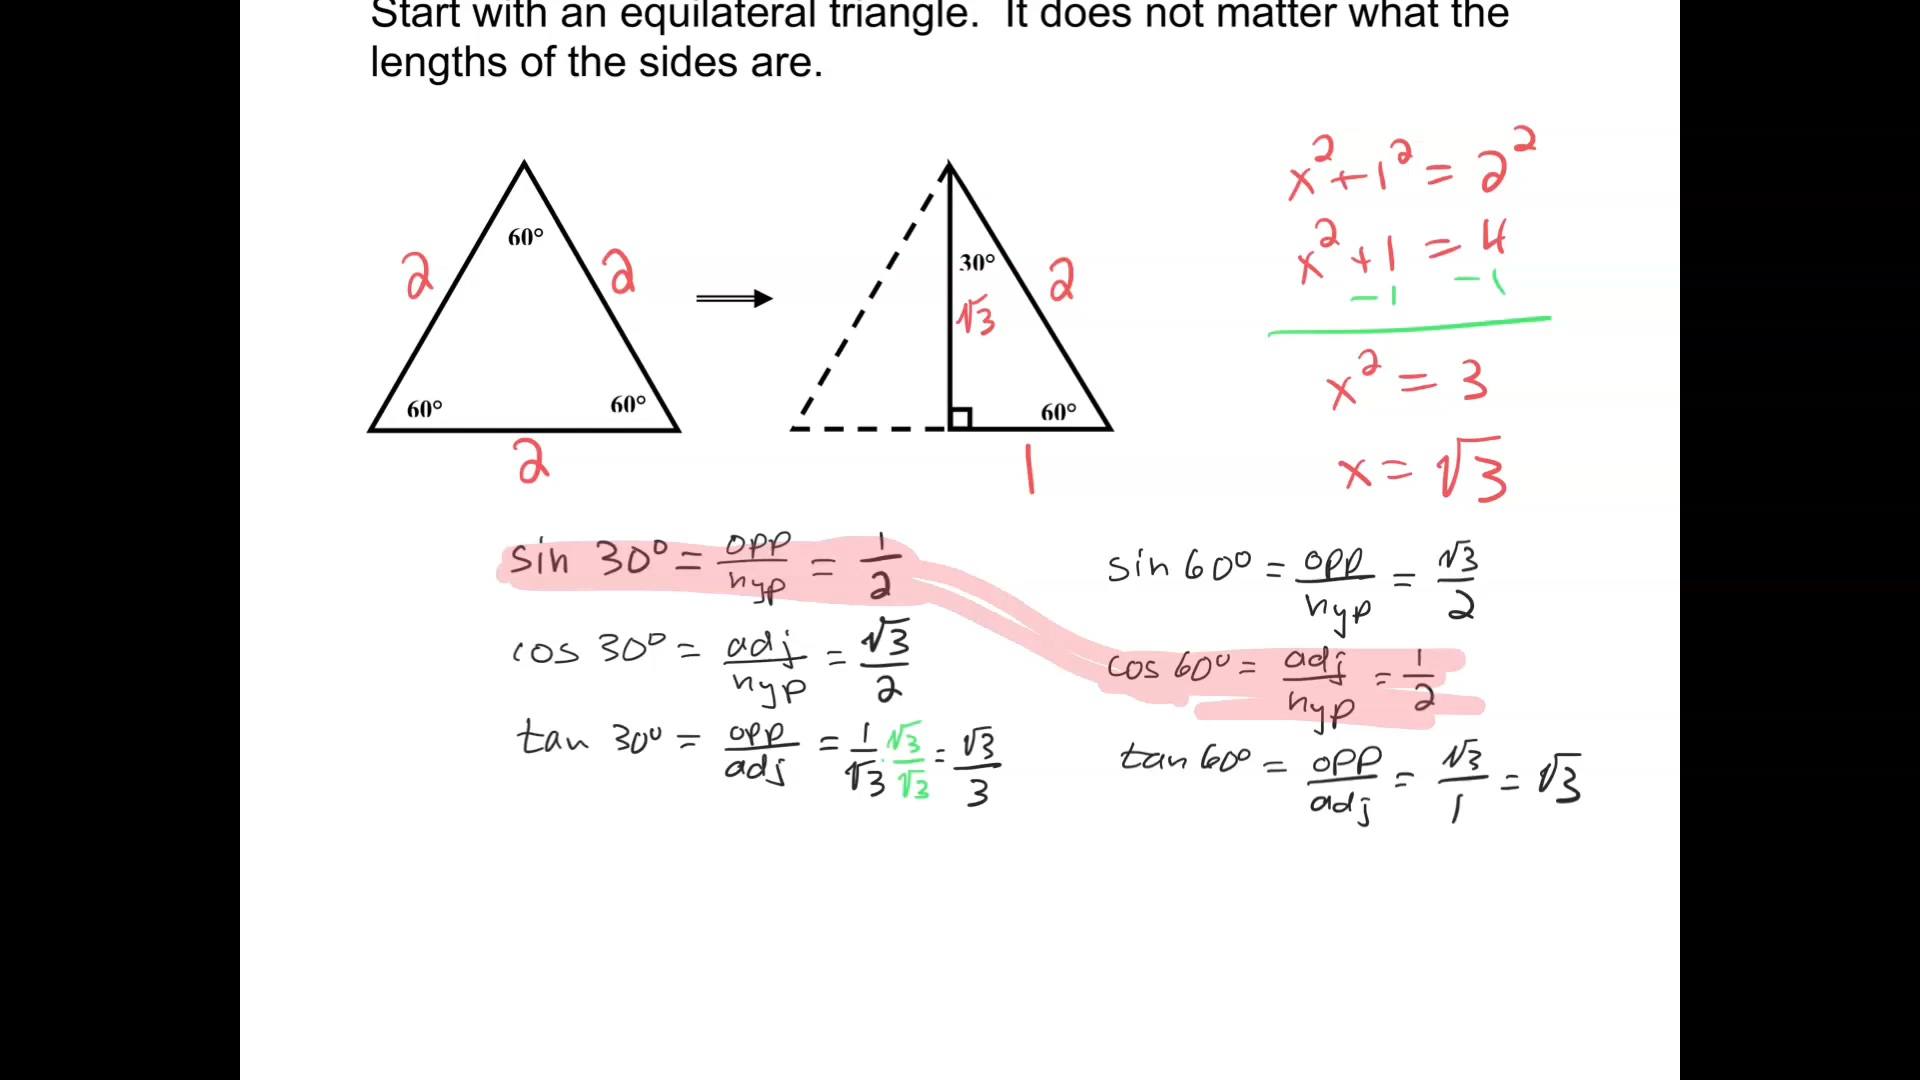 Start with an equilateral triangle. It does not matter what the
lengths of the sides are.
60°
2
2
60°
60°
2
30°
√3
2
60°
1
x² + 1² = 2²
x² + 1 = 4
-1 -1
x² = 3
x = √3
sin 30° = opp/hyp = 1/2
cos 30° = adj/hyp = √3/2
tan 30° = opp/adj = 1/√3 · √3/√3 = √3/3
sin 60° = opp/hyp = √3/2
cos 60° = adj/hyp = 1/2
tan 60° = opp/adj = √3/1 = √3